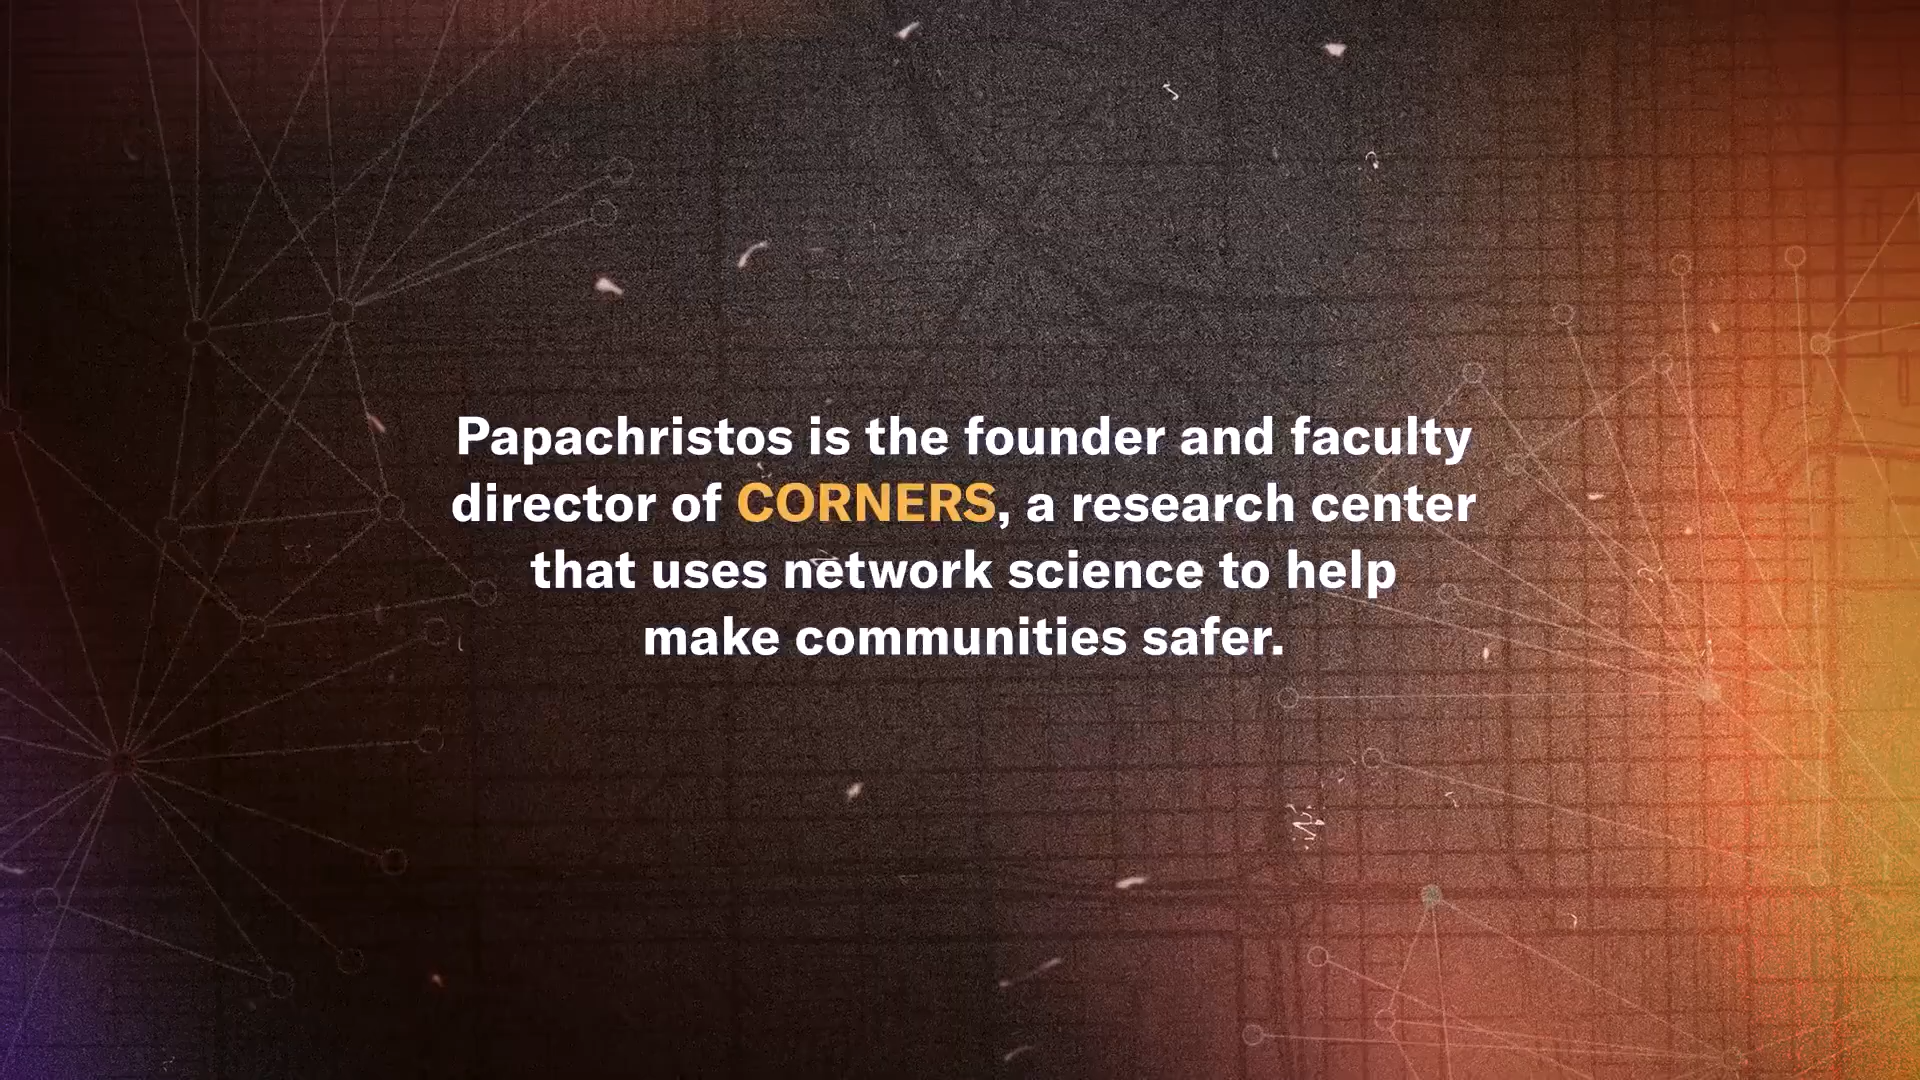 Papachristos is the founder and faculty
director of CORNERS, a research center
that uses network science to help
make communities safer.